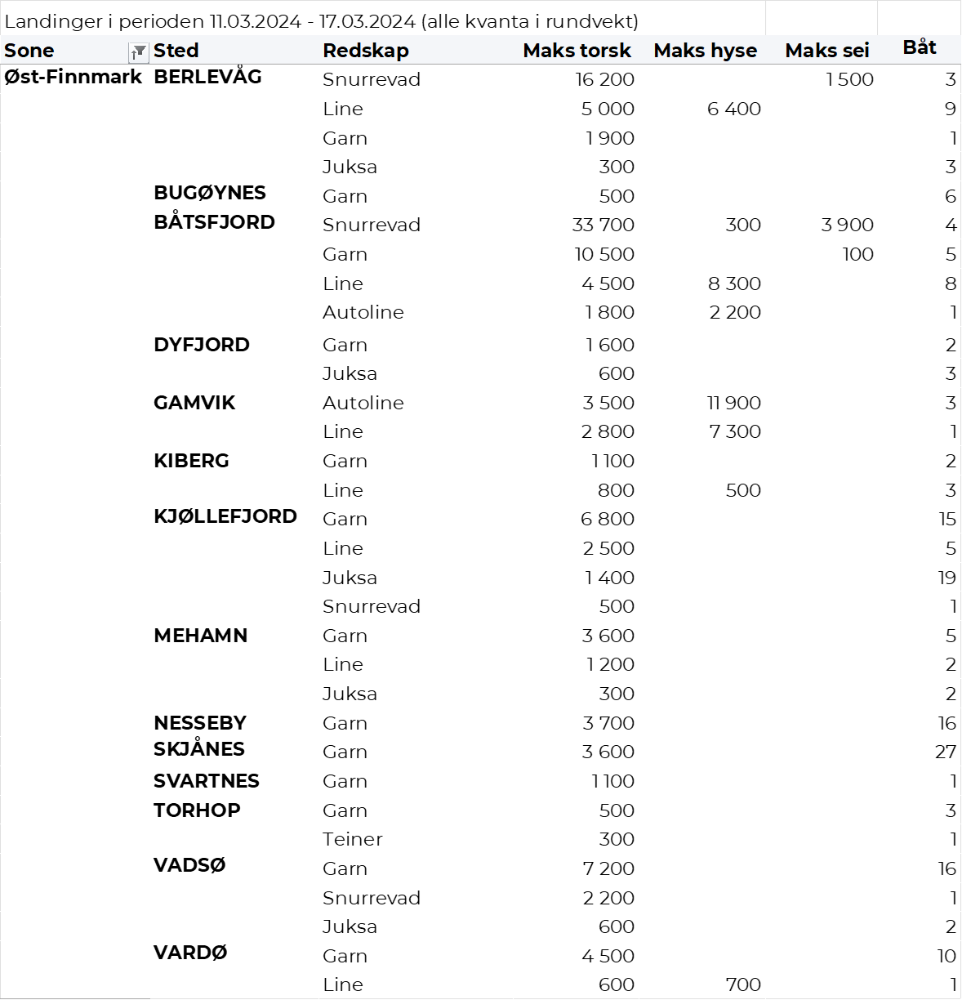 Landinger i perioden 11.03.2024 - 17.03.2024 (alle kvanta i rundvekt)
Sone Sted Redskap Maks torsk Maks hyse Maks sei Båt
Øst-Finnmark BERLEVÅG Snurrevad 16 200 1 500 3
Line 5 000 6 400 9
Garn 1 900 1
Juksa 300 3
BUGØYNES Garn 500 6
BÅTSFJORD Snurrevad 33 700 300 3 900 4
Garn 10 500 100 5
Line 4 500 8 300 8
Autoline 1 800 2 200 1
DYFJORD Garn 1 600 2
Juksa 600 3
GAMVIK Autoline 3 500 11 900 3
Line 2 800 7 300 1
KIBERG Garn 1 100 2
Line 800 500 3
KJØLLEFJORD Garn 6 800 15
Line 2 500 5
Juksa 1 400 19
Snurrevad 500 1
MEHAMN Garn 3 600 5
Line 1 200 2
Juksa 300 2
NESSEBY Garn 3 700 16
SKJÅNES Garn 3 600 27
SVARTNES Garn 1 100 1
TORHOP Garn 500 3
Teiner 300 1
VADSØ Garn 7 200 16
Snurrevad 2 200 1
Juksa 600 2
VARDØ Garn 4 500 10
Line 600 700 1